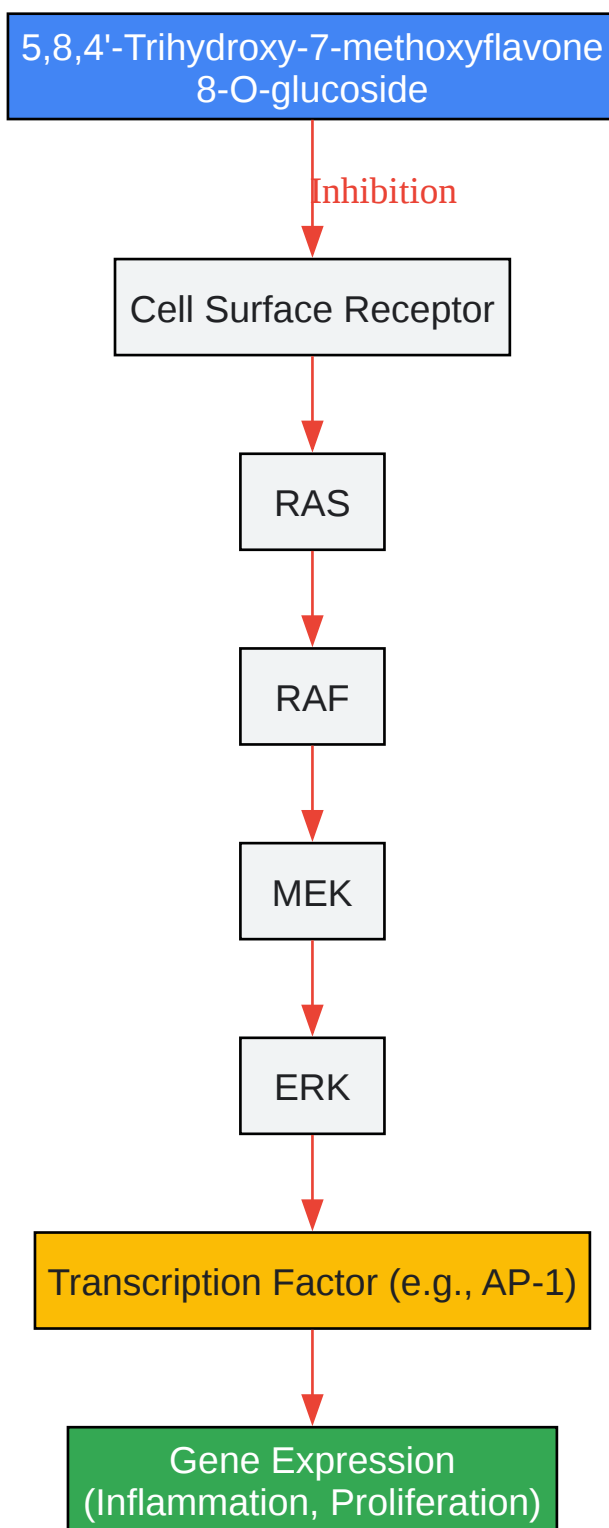 5,8,4'-Trihydroxy-7-methoxyflavone
8-O-glucoside
Inhibition
Cell Surface Receptor
RAS
RAF
MEK
ERK
Transcription Factor (e.g., AP-1)
Gene Expression
(Inflammation, Proliferation)